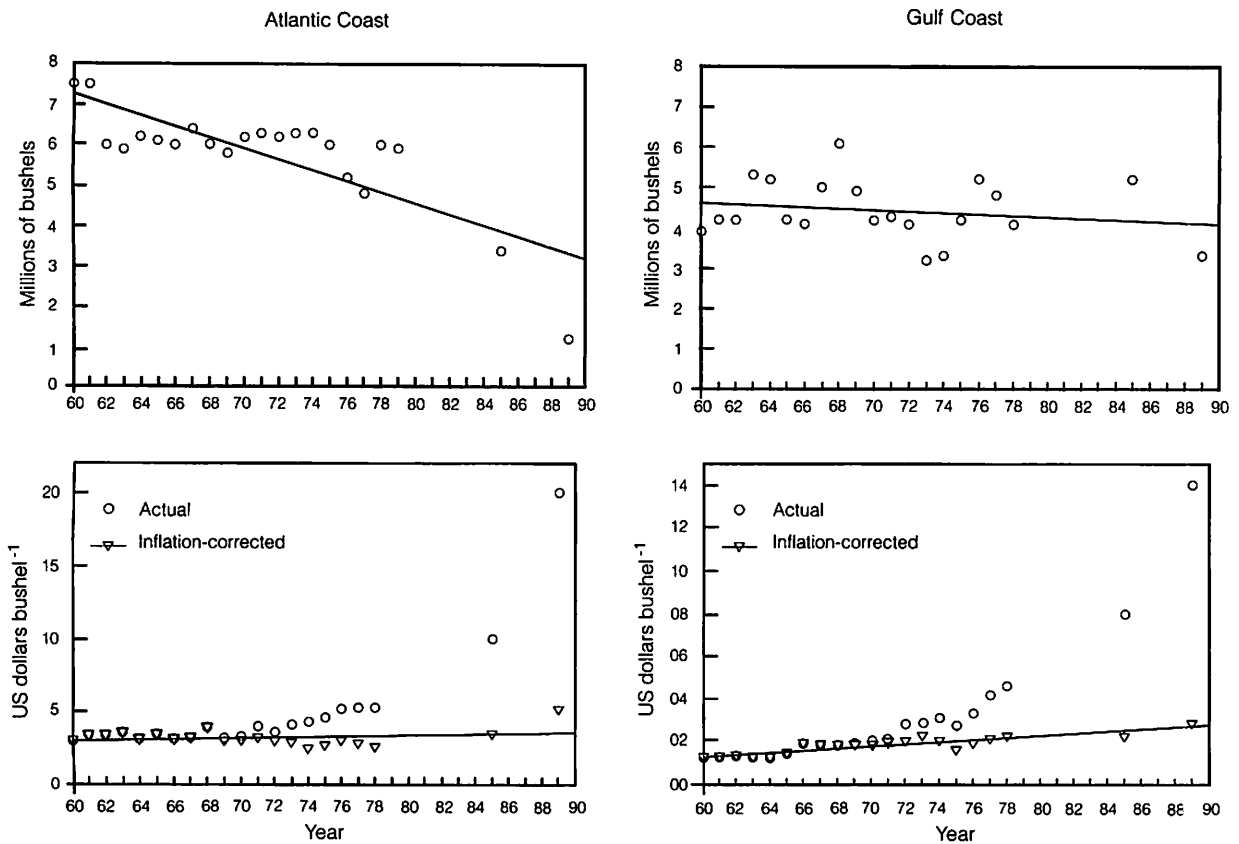 Atlantic Coast
Gulf Coast
Millions of bushels
8
7
6
5
4
3
2
1
0
60 62 64 66 68 70 72 74 76 78 80 82 84 86 88 90
Millions of bushels
8
7
6
5
4
3
2
1
0
60 62 64 66 68 70 72 74 76 78 80 82 84 86 88 90
US dollars bushel⁻¹
20
15
10
5
0
Actual
Inflation-corrected
60 62 64 66 68 70 72 74 76 78 80 82 84 86 88 90
Year
US dollars bushel⁻¹
14
12
10
08
06
04
02
00
Actual
Inflation-corrected
60 62 64 66 68 70 72 74 76 78 80 82 84 86 88 90
Year